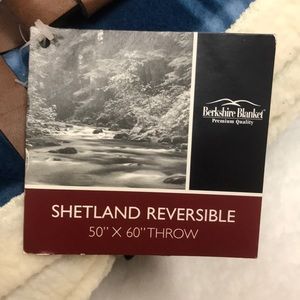 Berkshire Blanket
Premium Quality
SHETLAND REVERSIBLE
50" X 60" THROW